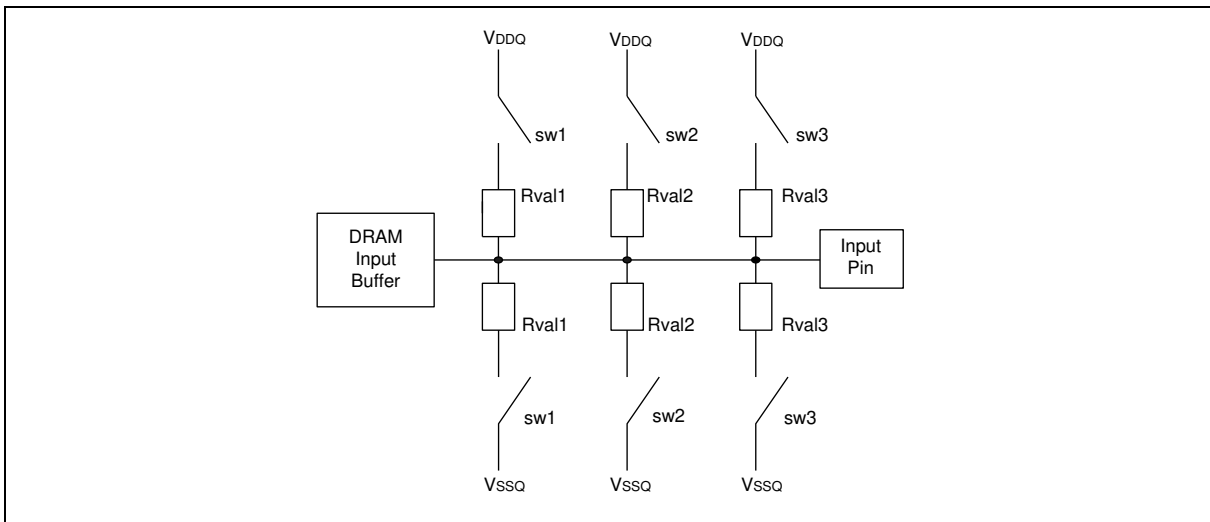 VDDQ VDDQ VDDQ
sw1 sw2 sw3
Rval1 Rval2 Rval3
DRAM
Input
Buffer
Input
Pin
Rval1 Rval2 Rval3
sw1 sw2 sw3
VSSQ VSSQ VSSQ